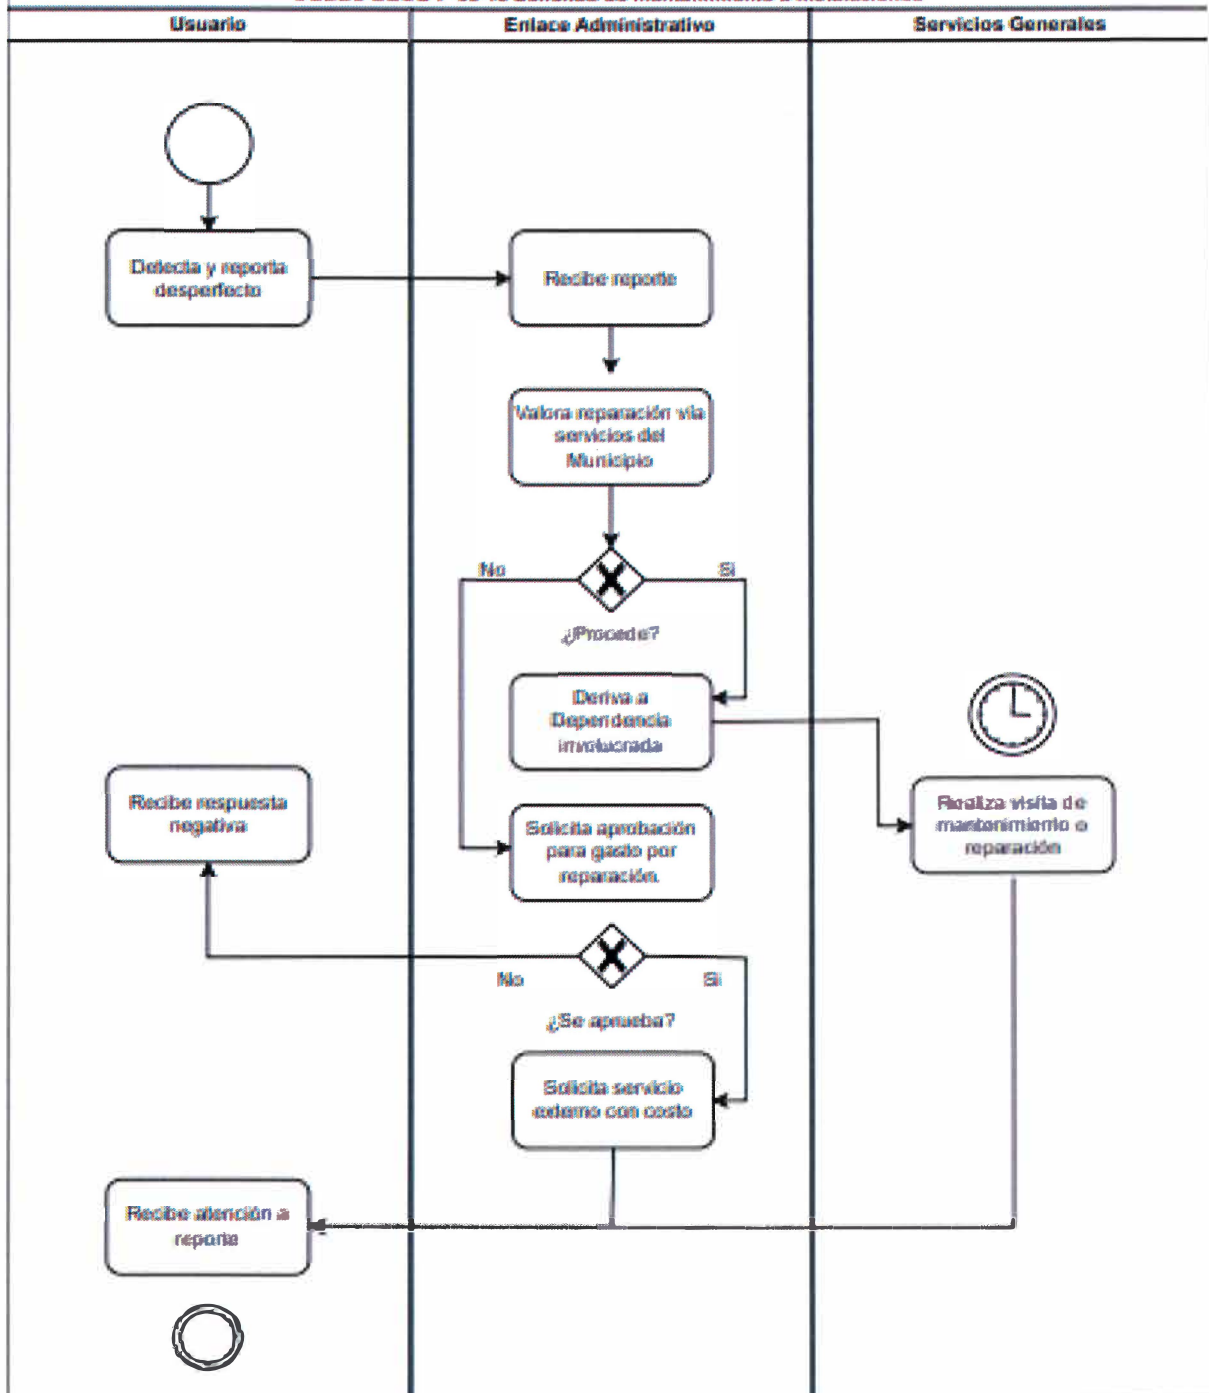 Usuario
Enlace Administrativo
Servicios Generales
Detecta y reporta
desperfecto
Recibe reporte
Valora reparación vía
servicios del
Municipio
No
Si
¿Procede?
Deriva a
Dependencia
involucrada
Recibe respuesta
negativa
Solicita aprobación
para gasto por
reparación.
Realiza visita de
mantenimiento o
reparación
No
Si
¿Se aprueba?
Solicita servicio
externo con costo
Recibe atención a
reporte